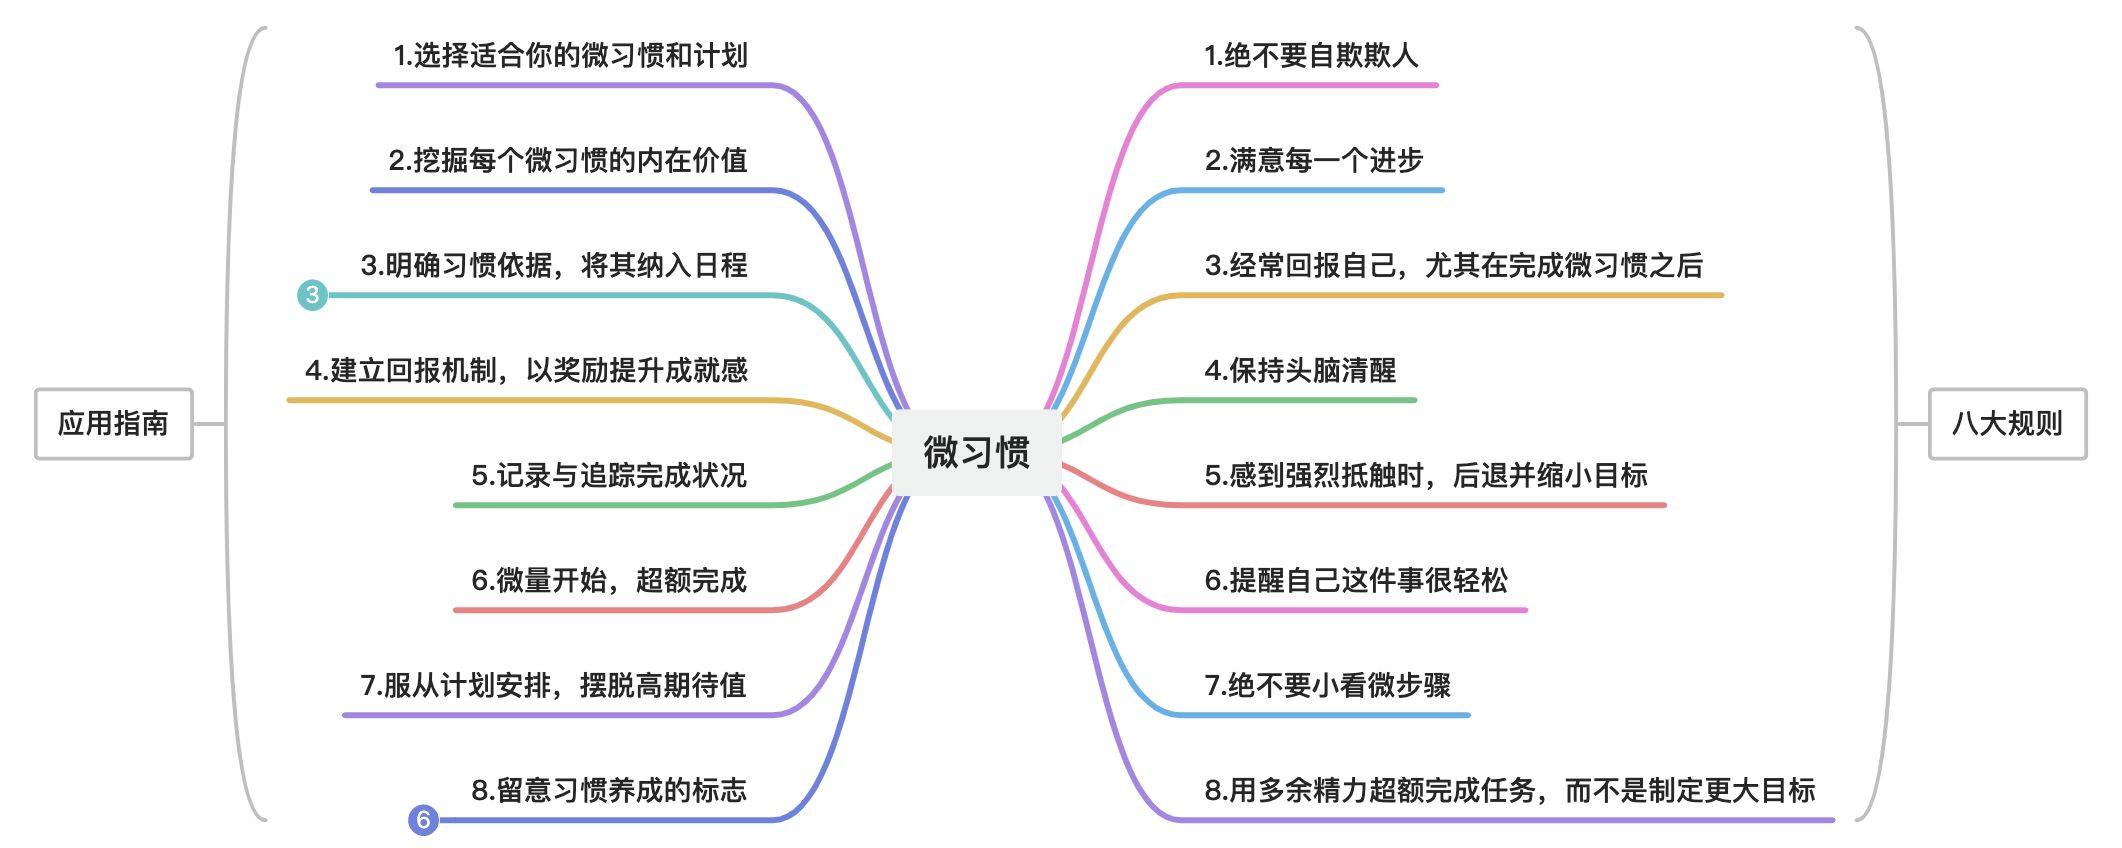 应用指南
1.选择适合你的微习惯和计划
2.挖掘每个微习惯的内在价值
3.明确习惯依据，将其纳入日程
3
4.建立回报机制，以奖励提升成就感
5.记录与追踪完成状况
6.微量开始，超额完成
7.服从计划安排，摆脱高期待值
8.留意习惯养成的标志
6
微习惯
1.绝不要自欺欺人
2.满意每一个进步
3.经常回报自己，尤其在完成微习惯之后
4.保持头脑清醒
5.感到强烈抵触时，后退并缩小目标
6.提醒自己这件事很轻松
7.绝不要小看微步骤
8.用多余精力超额完成任务，而不是制定更大目标
八大规则